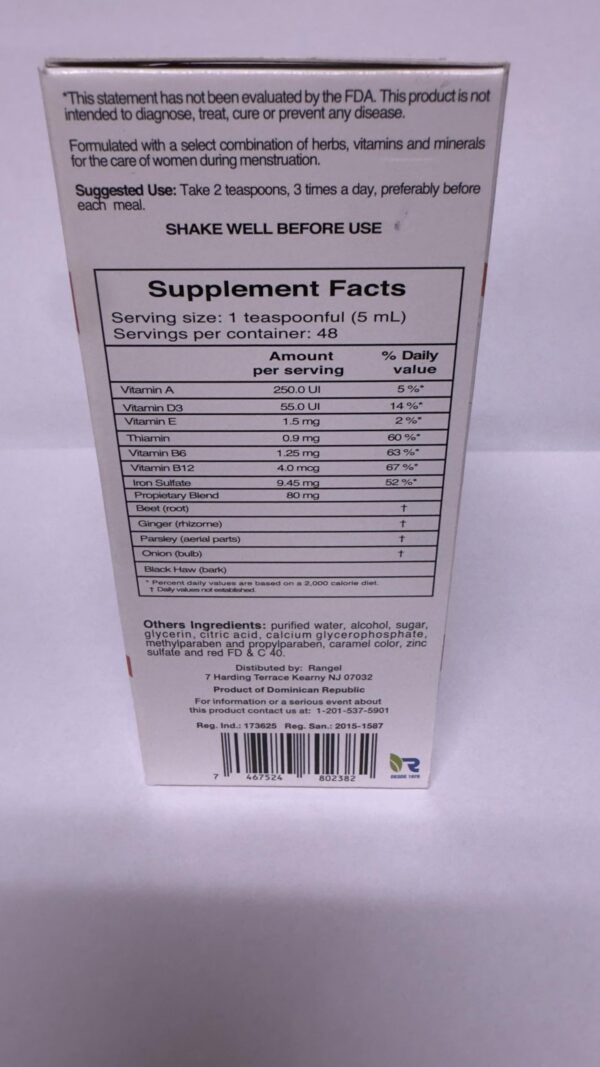 *This statement has not been evaluated by the FDA. This product is not
intended to diagnose, treat, cure or prevent any disease.
Formulated with a select combination of herbs, vitamins and minerals
for the care of women during menstruation.
Suggested Use: Take 2 teaspoons, 3 times a day, preferably before
each meal.
SHAKE WELL BEFORE USE
Supplement Facts
Serving size: 1 teaspoonful (5 mL)
Servings per container: 48
Amount per serving % Daily value
Vitamin A 250.0 UI 5 %*
Vitamin D3 55.0 UI 14 %*
Vitamin E 1.5 mg 2 %*
Thiamin 0.9 mg 60 %*
Vitamin B6 1.25 mg 63 %*
Vitamin B12 4.0 mcg 67 %*
Iron Sulfate 9.45 mg 52 %*
Propietary Blend 80 mg
Beet (root) †
Ginger (rhizome) †
Parsley (aerial parts) †
Onion (bulb) †
Black Haw (bark)
* Percent daily values are based on a 2,000 calorie diet.
† Daily values not established.
Others Ingredients: purified water, alcohol, sugar,
glycerin, citric acid, calcium glycerophosphate,
methylparaben and propylparaben, caramel color, zinc
sulfate and red FD & C 40.
Distibuted by: Rangel
7 Harding Terrace Kearny NJ 07032
Product of Dominican Republic
For information or a serious event about
this product contact us at: 1-201-537-5901
Reg. Ind.: 173625 Reg. San.: 2015-1587
7 467524 802382
R